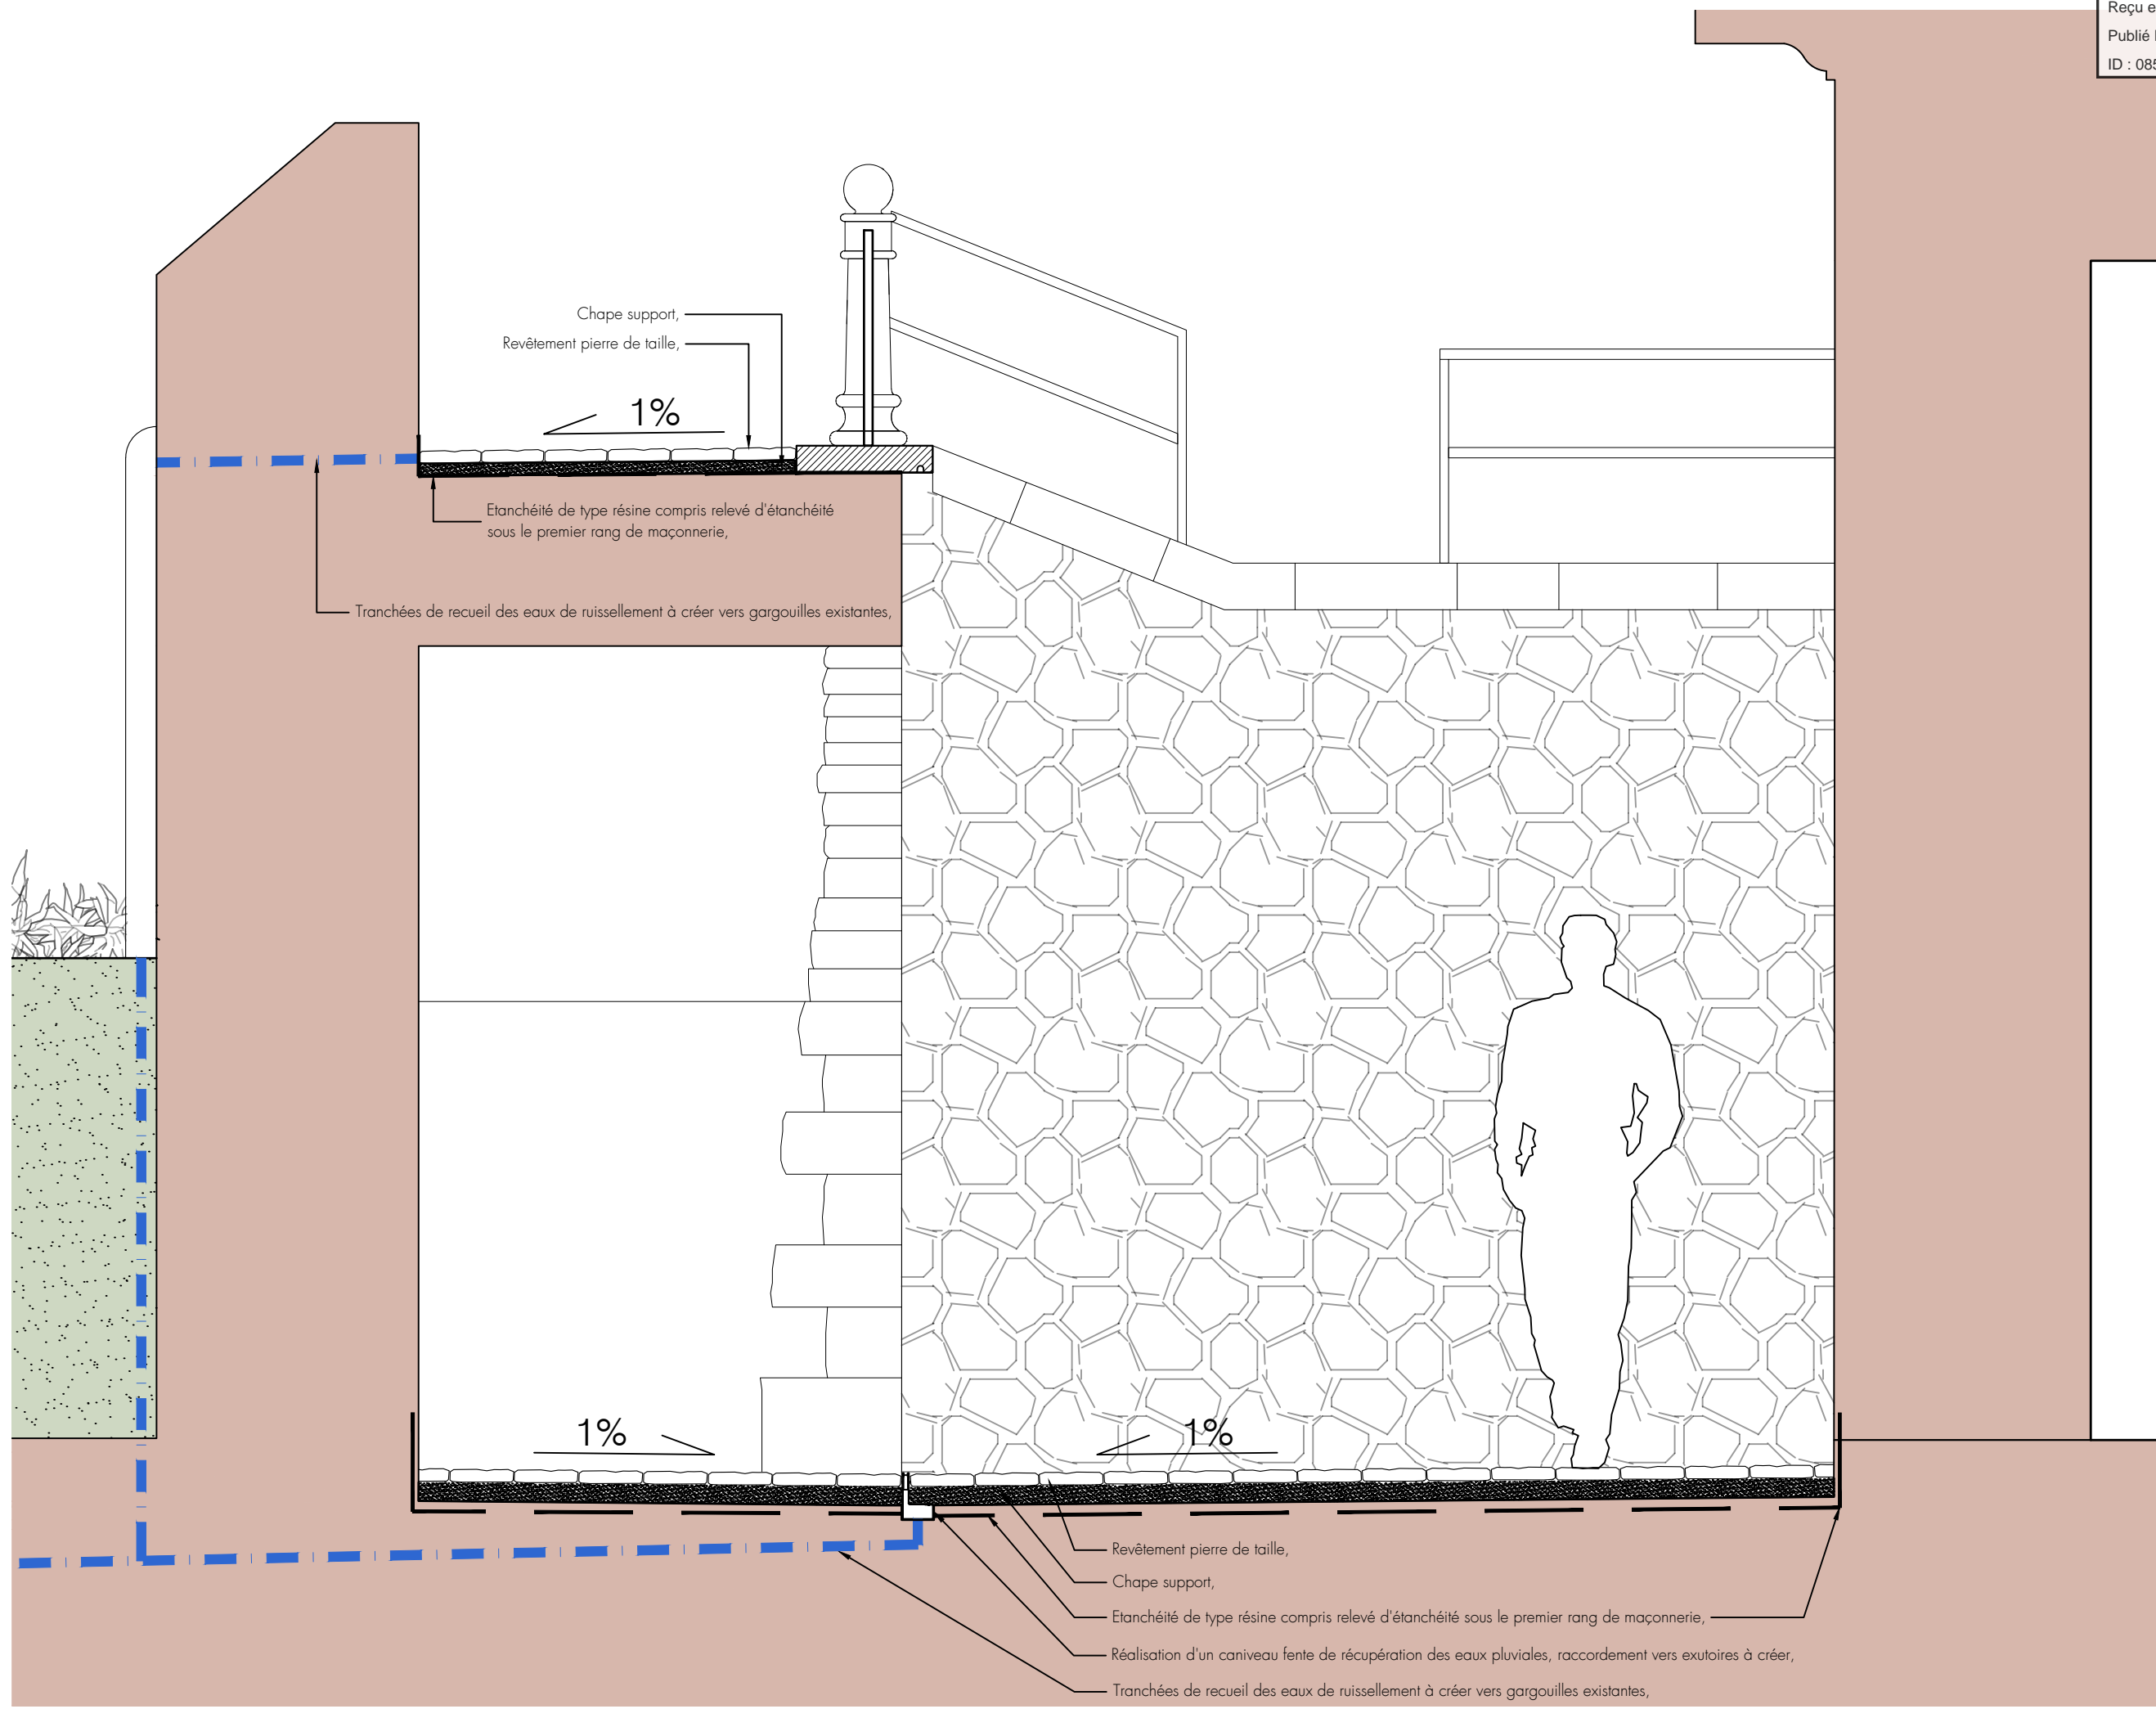 Reçu e
Publié l
ID : 085
Chape support,
Revêtement pierre de taille,
1%
Etanchéité de type résine compris relevé d'étanchéité
sous le premier rang de maçonnerie,
Tranchées de recueil des eaux de ruissellement à créer vers gargouilles existantes,
1%
1%
Revêtement pierre de taille,
Chape support,
Etanchéité de type résine compris relevé d'étanchéité sous le premier rang de maçonnerie,
Réalisation d'un caniveau fente de récupération des eaux pluviales, raccordement vers exutoires à créer,
Tranchées de recueil des eaux de ruissellement à créer vers gargouilles existantes,